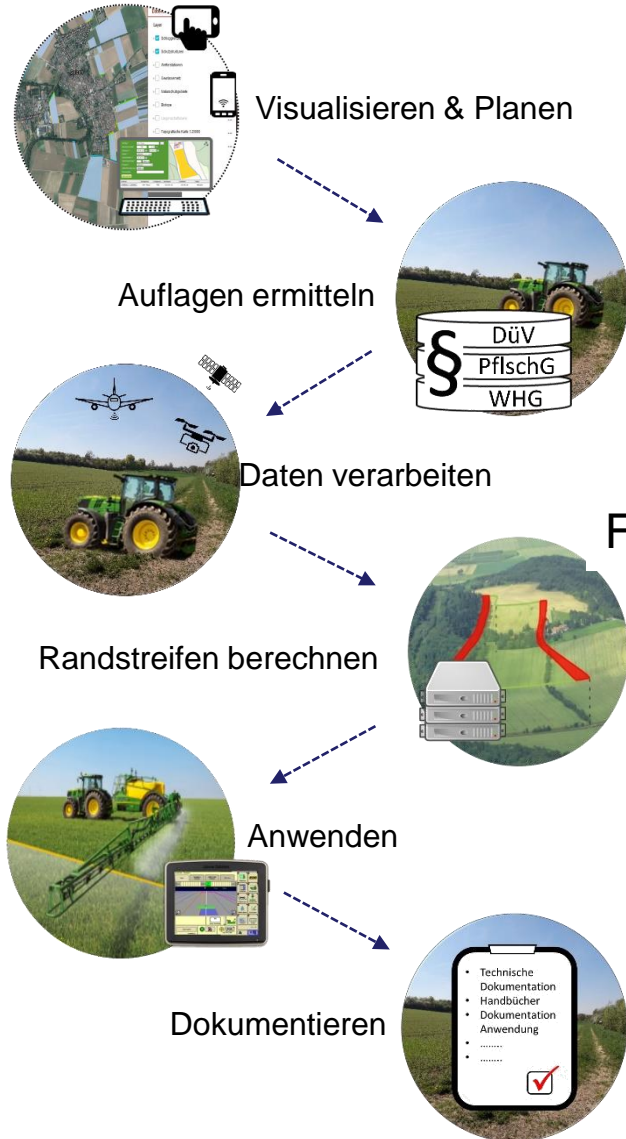 Visualisieren & Planen
Auflagen ermitteln
§
DüV
PflSchG
WHG
Daten verarbeiten
F
Randstreifen berechnen
Anwenden
Dokumentieren
• Technische
Dokumentation
• Handbücher
• Dokumentation
Anwendung
• ........
• ........